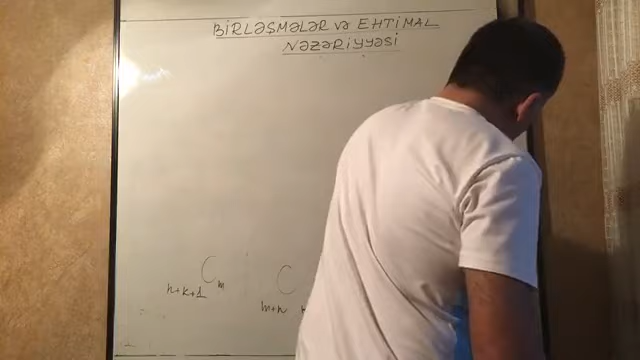 BİRLƏŞMƏLƏR VƏ EHTİMAL
NƏZƏRİYYƏSİ
C m C
n+k+1 m+n